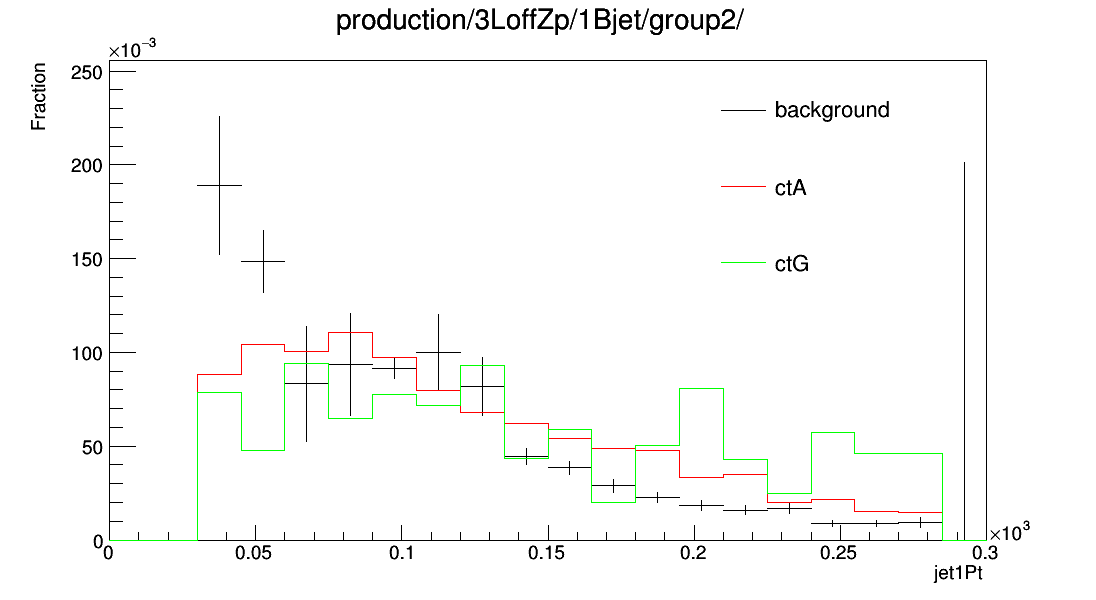 production/3LoffZp/1Bjet/group2/
×10⁻³
Fraction
250
200
150
100
50
0
background
ctA
ctG
0 0.05 0.1 0.15 0.2 0.25 0.3
×10³
jet1Pt